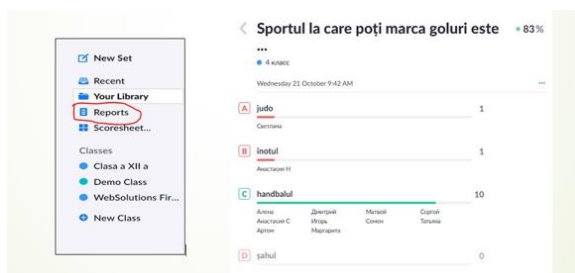 New Set
Recent
Your Library
Reports
Scoresheet...
Classes
Clasa a XII a
Demo Class
WebSolutions Fir...
New Class
Sportul la care poți marca goluri este
...
83%
4 класс
Wednesday 21 October 9:42 AM
A judo 1
Светлана
B inotul 1
Анастасия Н
C handbalul 10
Алена Дмитрий Матвей Сергей
Анастасия С Игорь Семен Татьяна
Артем Маргарита
D șahul 0